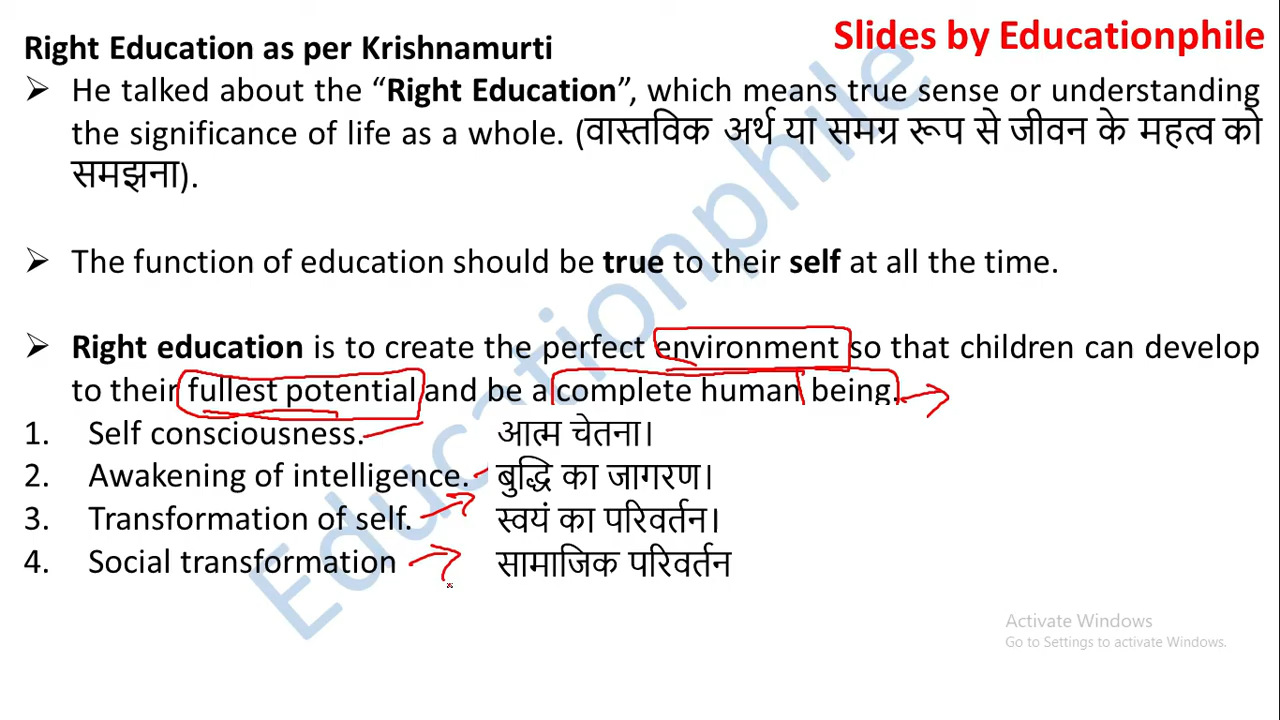 Slides by Educationphile
Right Education as per Krishnamurti
➢ He talked about the “Right Education”, which means true sense or understanding
the significance of life as a whole. (वास्तविक अर्थ या समग्र रूप से जीवन के महत्व को
समझना).
➢ The function of education should be true to their self at all the time.
➢ Right education is to create the perfect environment so that children can develop
to their fullest potential and be a complete human being.
1. Self consciousness. आत्म चेतना।
2. Awakening of intelligence. बुद्धि का जागरण।
3. Transformation of self. स्वयं का परिवर्तन।
4. Social transformation सामाजिक परिवर्तन
Educationphile
Activate Windows
Go to Settings to activate Windows.